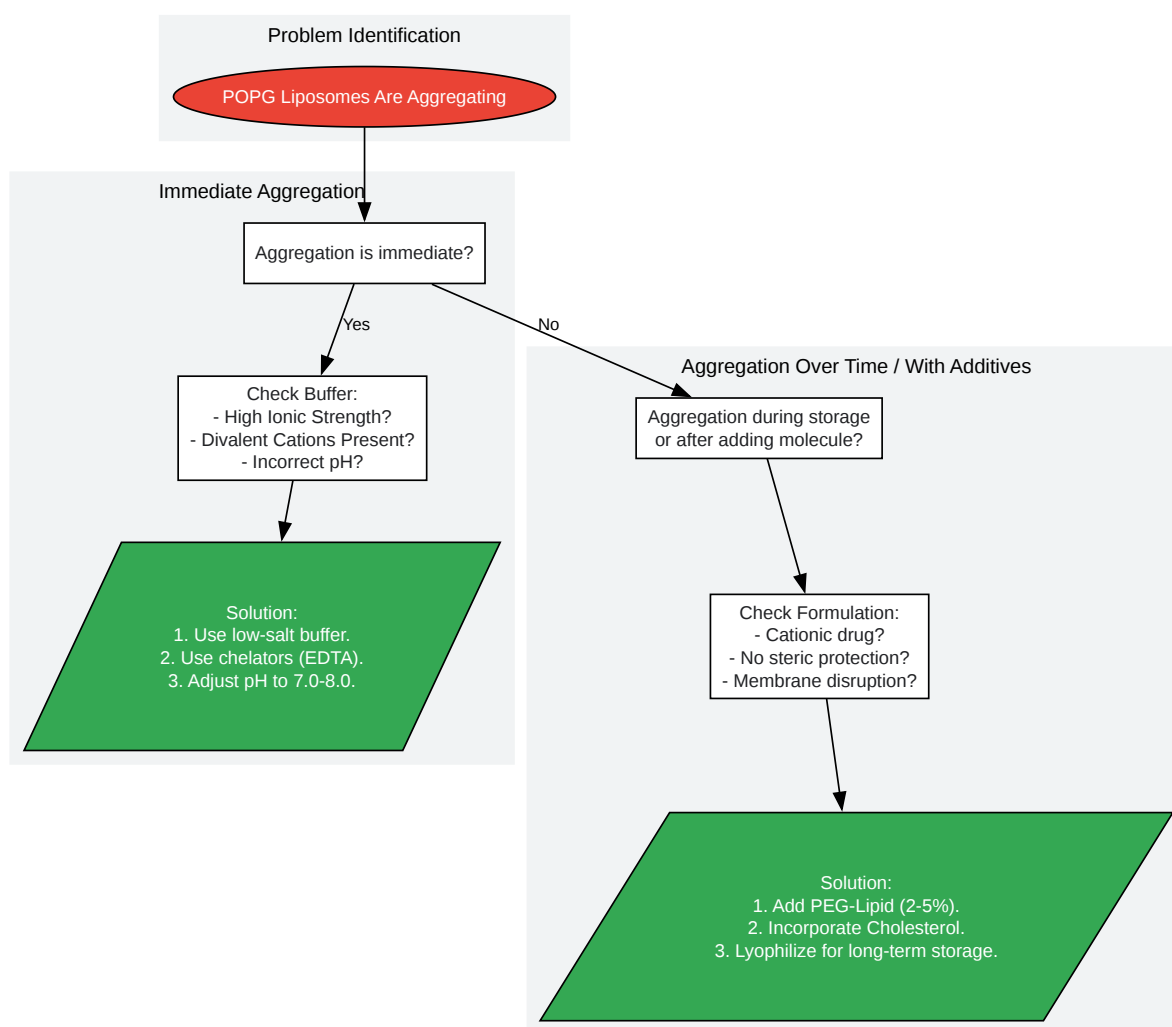 Problem Identification
POPG Liposomes Are Aggregating
Immediate Aggregation
Aggregation is immediate?
Yes
No
Check Buffer:
- High Ionic Strength?
- Divalent Cations Present?
- Incorrect pH?
Solution:
1. Use low-salt buffer.
2. Use chelators (EDTA).
3. Adjust pH to 7.0-8.0.
Aggregation Over Time / With Additives
Aggregation during storage
or after adding molecule?
Check Formulation:
- Cationic drug?
- No steric protection?
- Membrane disruption?
Solution:
1. Add PEG-Lipid (2-5%).
2. Incorporate Cholesterol.
3. Lyophilize for long-term storage.